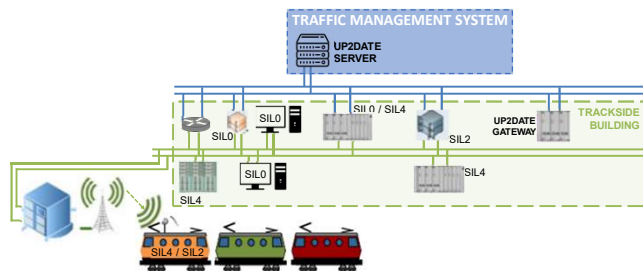 TRAFFIC MANAGEMENT SYSTEM
UP2DATE
SERVER
SIL0 / SIL4
TRACKSIDE
BUILDING
SIL0
SIL0
SIL2
UP2DATE
GATEWAY
SIL4
SIL0
SIL4
SIL4 / SIL2